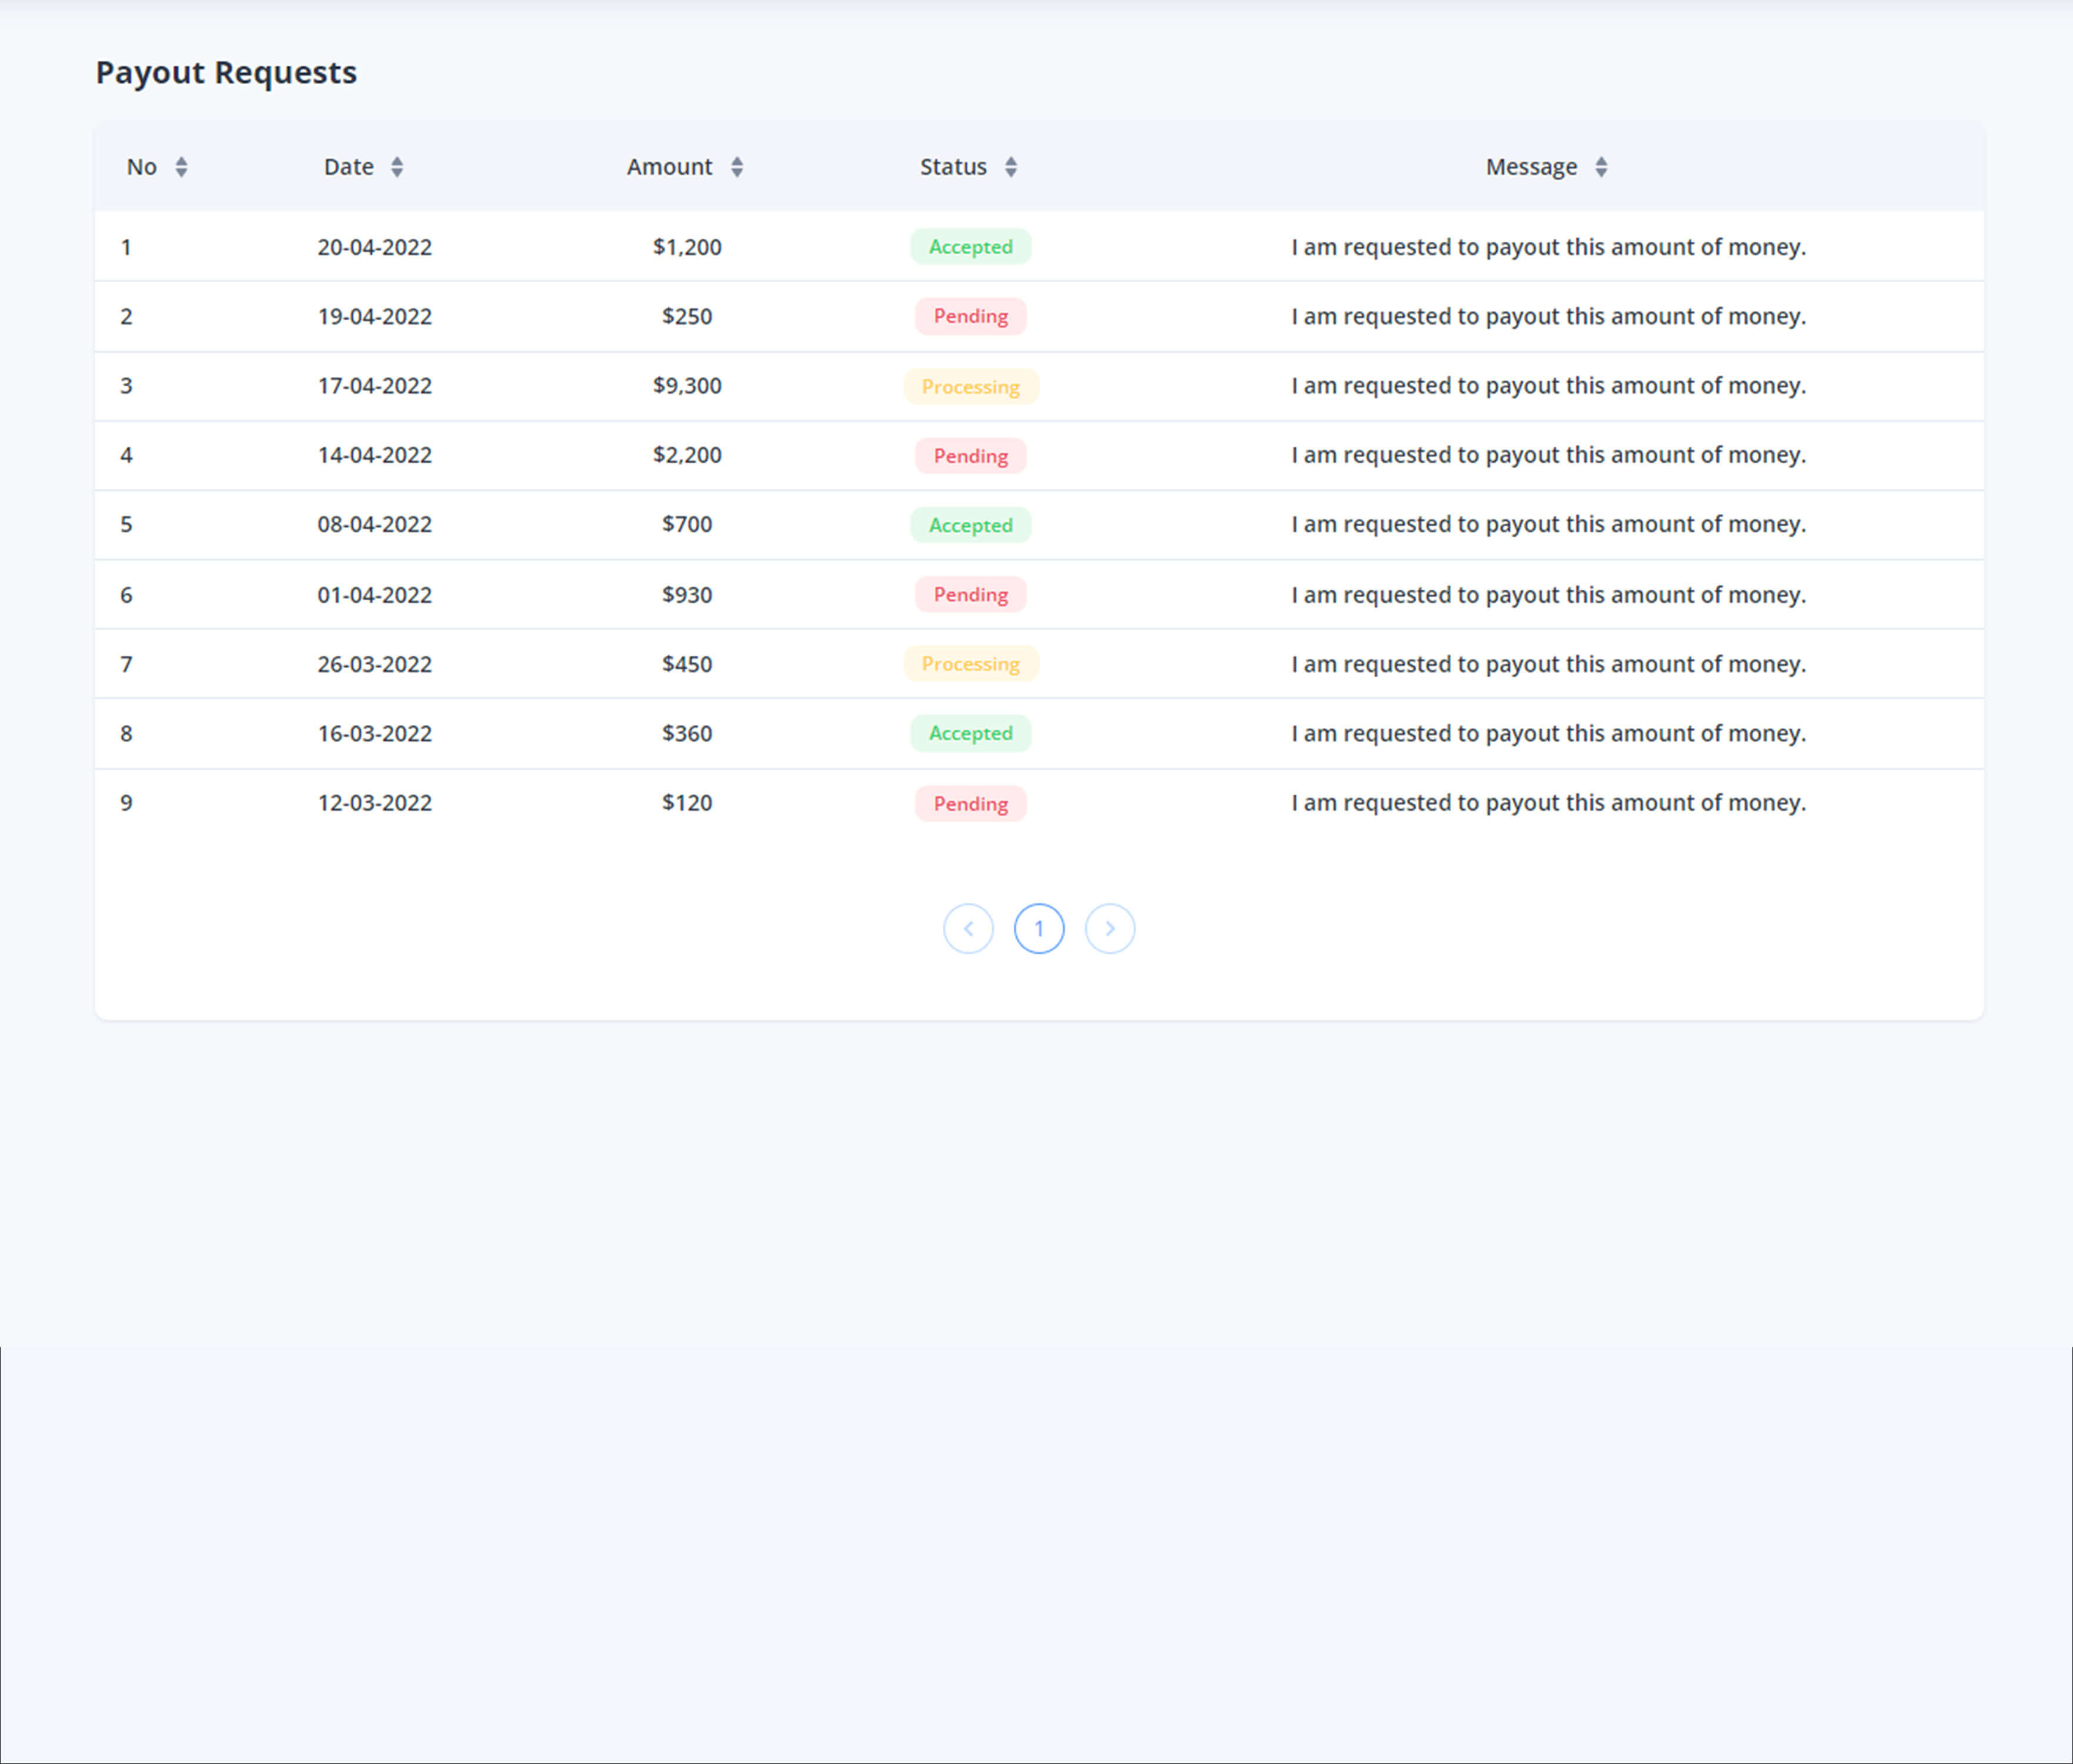 Payout Requests
No Date Amount Status Message
1 20-04-2022 $1,200 Accepted I am requested to payout this amount of money.
2 19-04-2022 $250 Pending I am requested to payout this amount of money.
3 17-04-2022 $9,300 Processing I am requested to payout this amount of money.
4 14-04-2022 $2,200 Pending I am requested to payout this amount of money.
5 08-04-2022 $700 Accepted I am requested to payout this amount of money.
6 01-04-2022 $930 Pending I am requested to payout this amount of money.
7 26-03-2022 $450 Processing I am requested to payout this amount of money.
8 16-03-2022 $360 Accepted I am requested to payout this amount of money.
9 12-03-2022 $120 Pending I am requested to payout this amount of money.
1